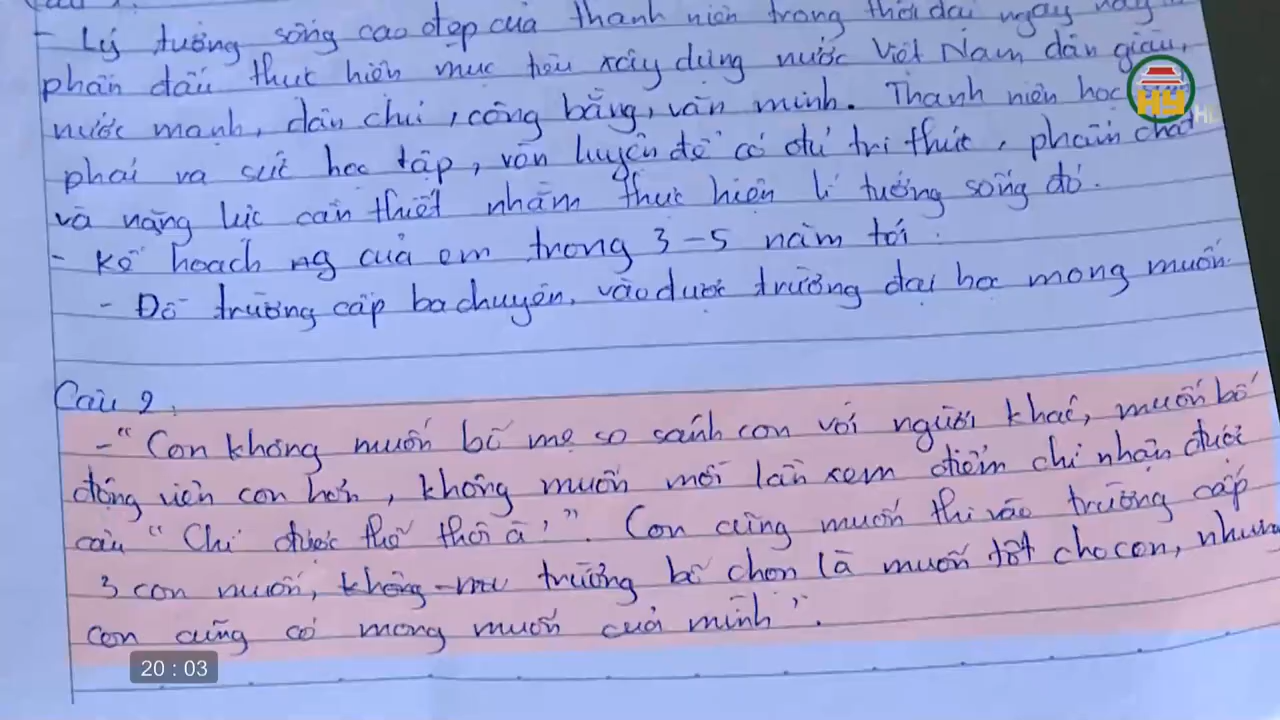 - Lý tưởng sống cao đẹp của thanh niên trong thời đại ngày nay là
phấn đấu thực hiện mục tiêu xây dựng nước Việt Nam dân giàu,
nước mạnh, dân chủ, công bằng, văn minh. Thanh niên học
phải ra sức học tập, rèn luyện để có đủ tri thức, phẩm chất
và năng lực cần thiết nhằm thực hiện lí tưởng sống đó.
- Kế hoạch ng của em trong 3-5 năm tới.
- Đỗ trường cấp ba chuyên, vào được trường đại học mong muốn.
Câu 2.
- "Con không muốn bố mẹ so sánh con với người khác, muốn bố
động viên con hơn, không muốn mỗi lần xem điểm chỉ nhận được
câu "Chỉ được thế thôi à". Con cũng muốn thi vào trường cấp
3 con muốn, trường bố chọn là muốn tốt cho con, nhưng
con cũng có mong muốn của mình".
HY
20:03